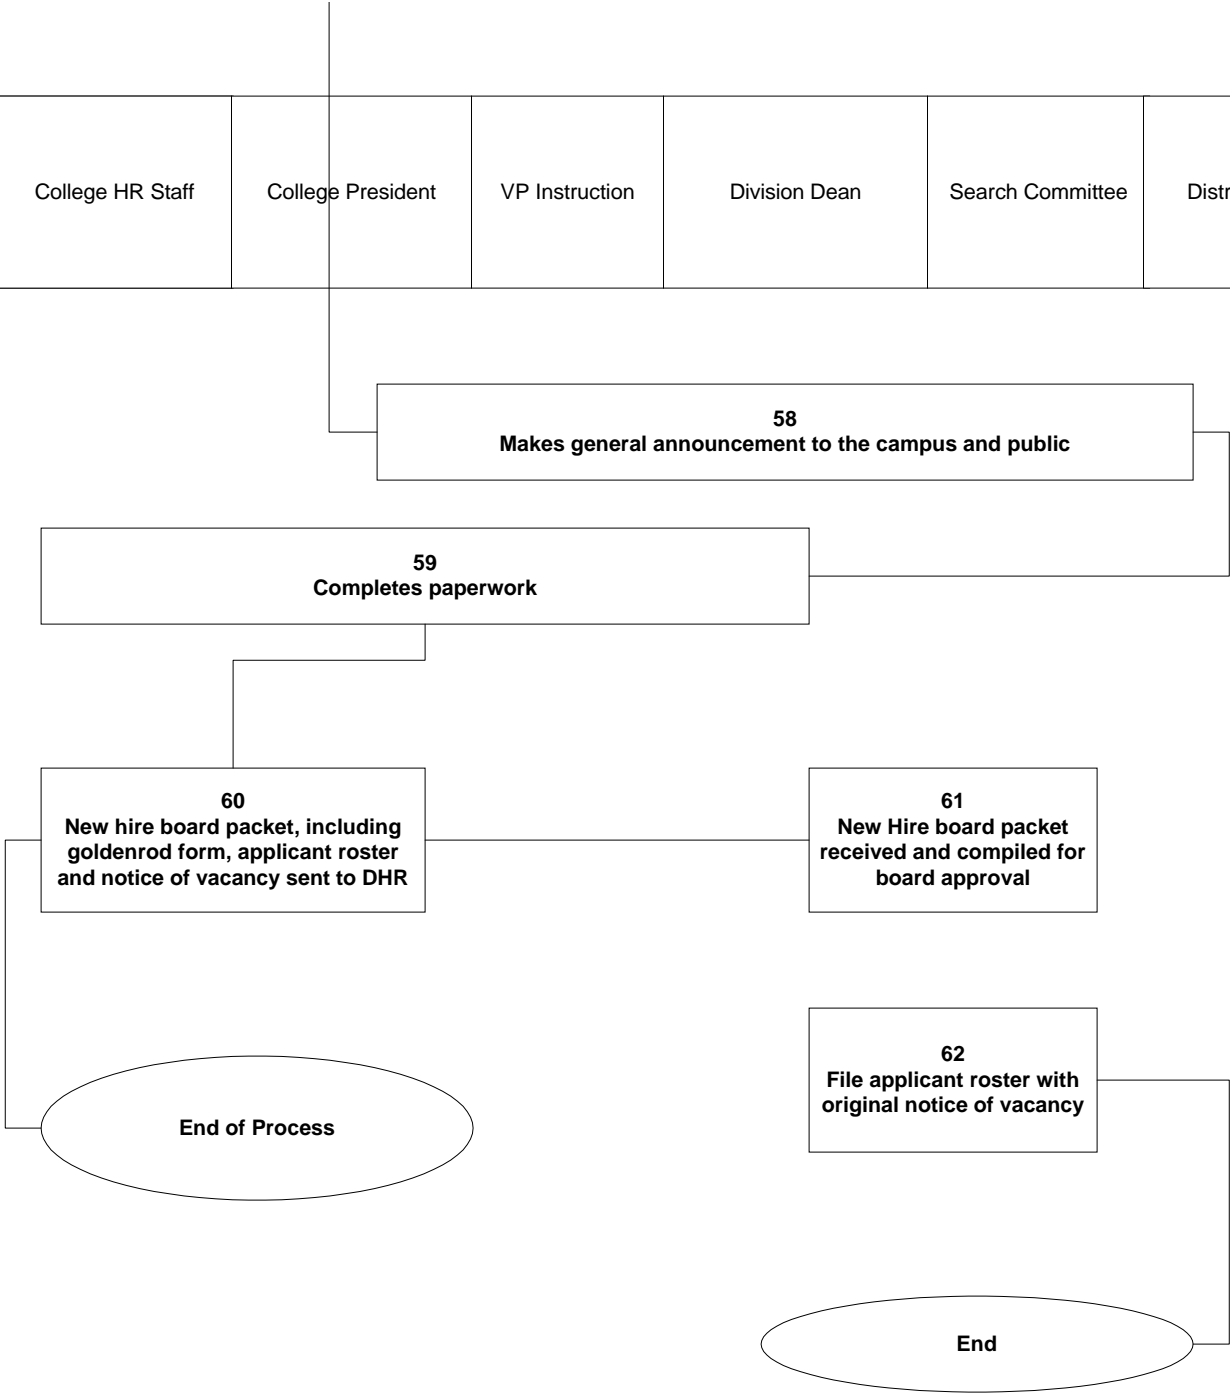 College HR Staff
College President
VP Instruction
Division Dean
Search Committee
Distr
58
Makes general announcement to the campus and public
59
Completes paperwork
60
New hire board packet, including
goldenrod form, applicant roster
and notice of vacancy sent to DHR
61
New Hire board packet
received and compiled for
board approval
62
File applicant roster with
original notice of vacancy
End of Process
End